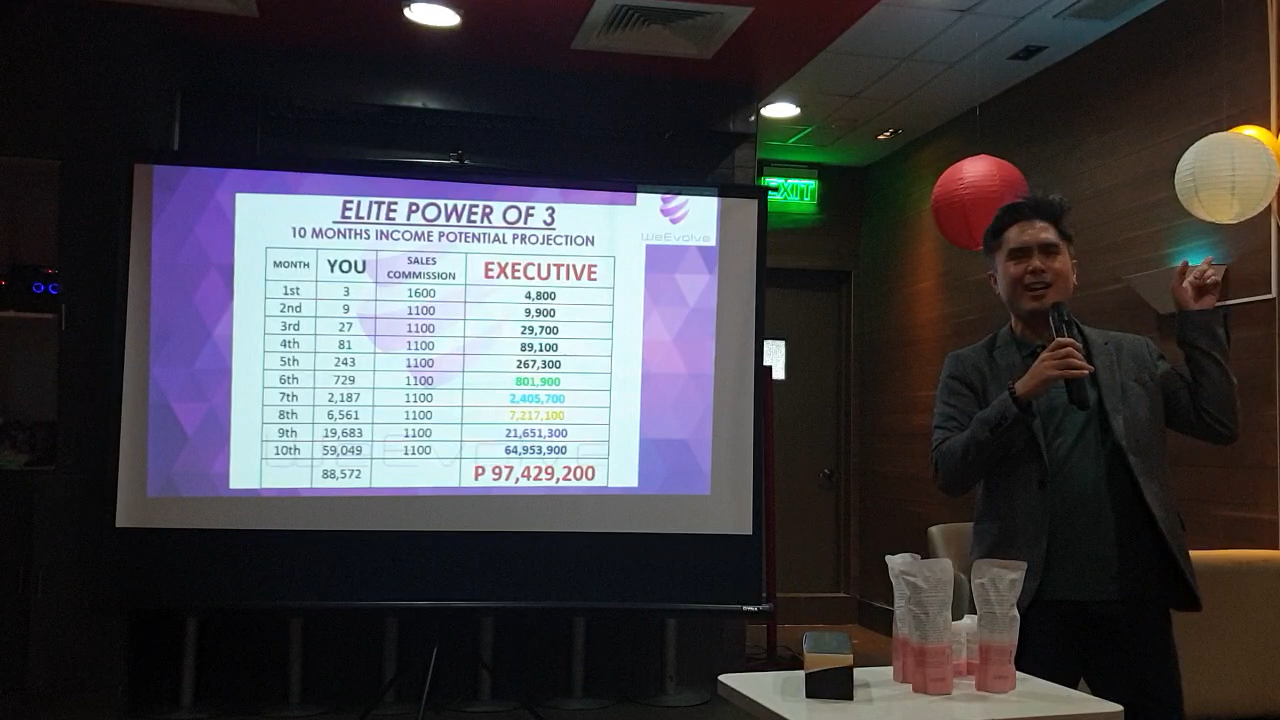 ELITE POWER OF 3
10 MONTHS INCOME POTENTIAL PROJECTION
WeEvolve
MONTH YOU SALES COMMISSION EXECUTIVE
1st 3 1600 4,800
2nd 9 1100 9,900
3rd 27 1100 29,700
4th 81 1100 89,100
5th 243 1100 267,300
6th 729 1100 801,900
7th 2,187 1100 2,405,700
8th 6,561 1100 7,217,100
9th 19,683 1100 21,651,300
10th 59,049 1100 64,953,900
88,572 P 97,429,200
EXIT